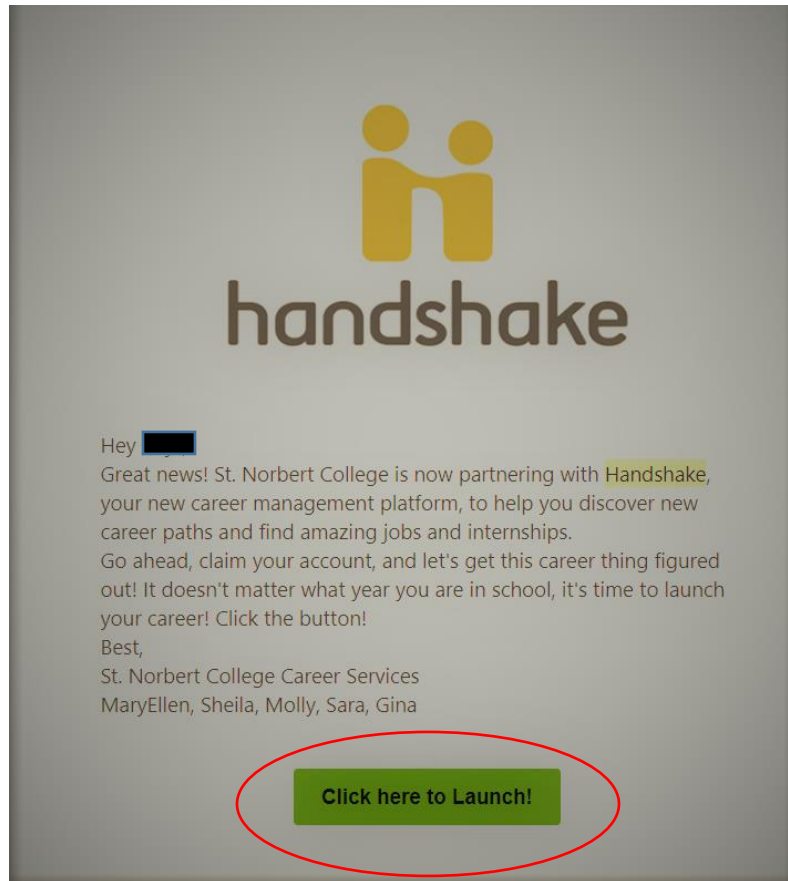 handshake
Hey
Great news! St. Norbert College is now partnering with Handshake,
your new career management platform, to help you discover new
career paths and find amazing jobs and internships.
Go ahead, claim your account, and let's get this career thing figured
out! It doesn't matter what year you are in school, it's time to launch
your career! Click the button!
Best,
St. Norbert College Career Services
MaryEllen, Sheila, Molly, Sara, Gina
Click here to Launch!